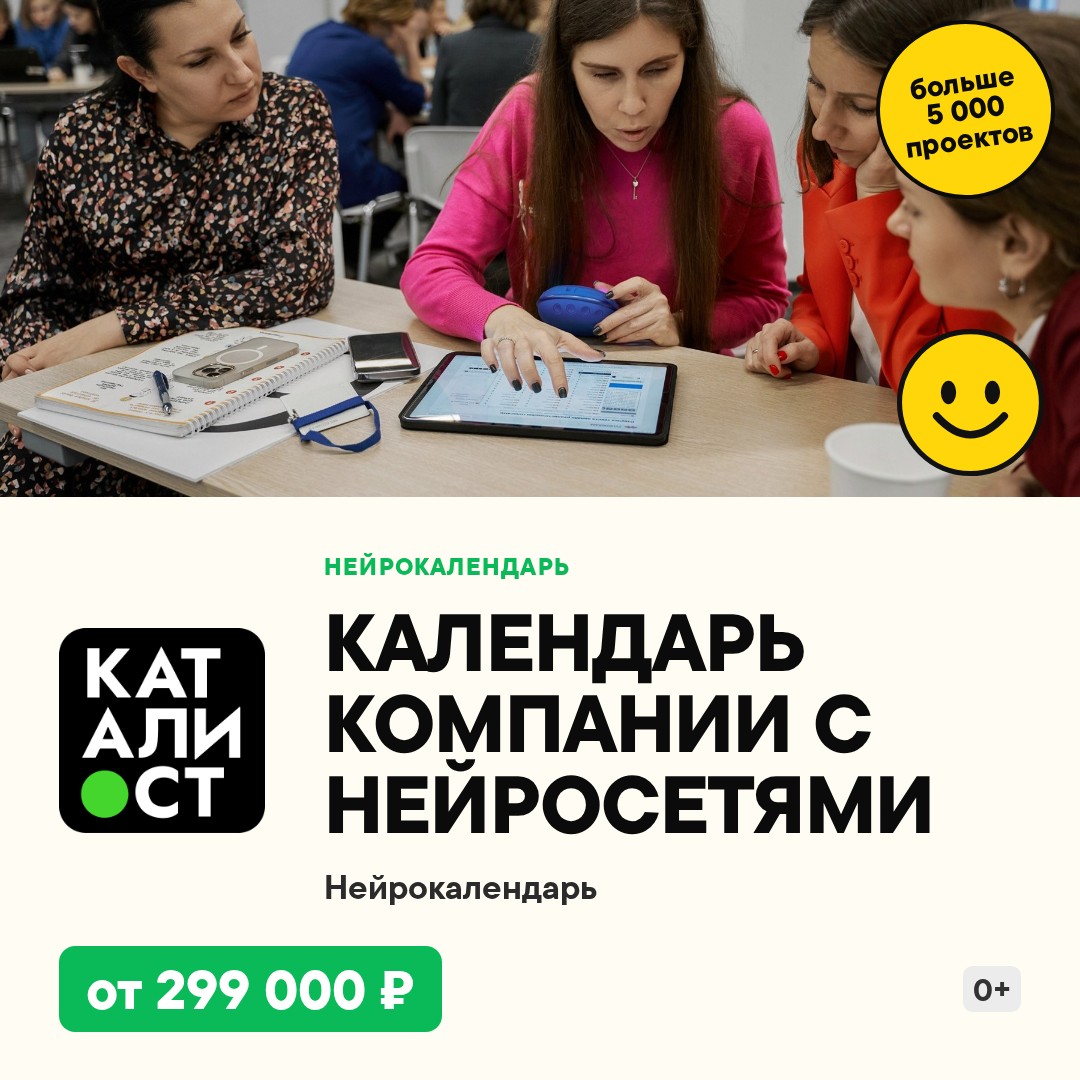 больше
5 000
проектов
НЕЙРОКАЛЕНДАРЬ
КАЛЕНДАРЬ
КОМПАНИИ С
НЕЙРОСЕТЯМИ
КАТ
АЛИ
СТ
Нейрокалендарь
от 299 000 ₽
0+